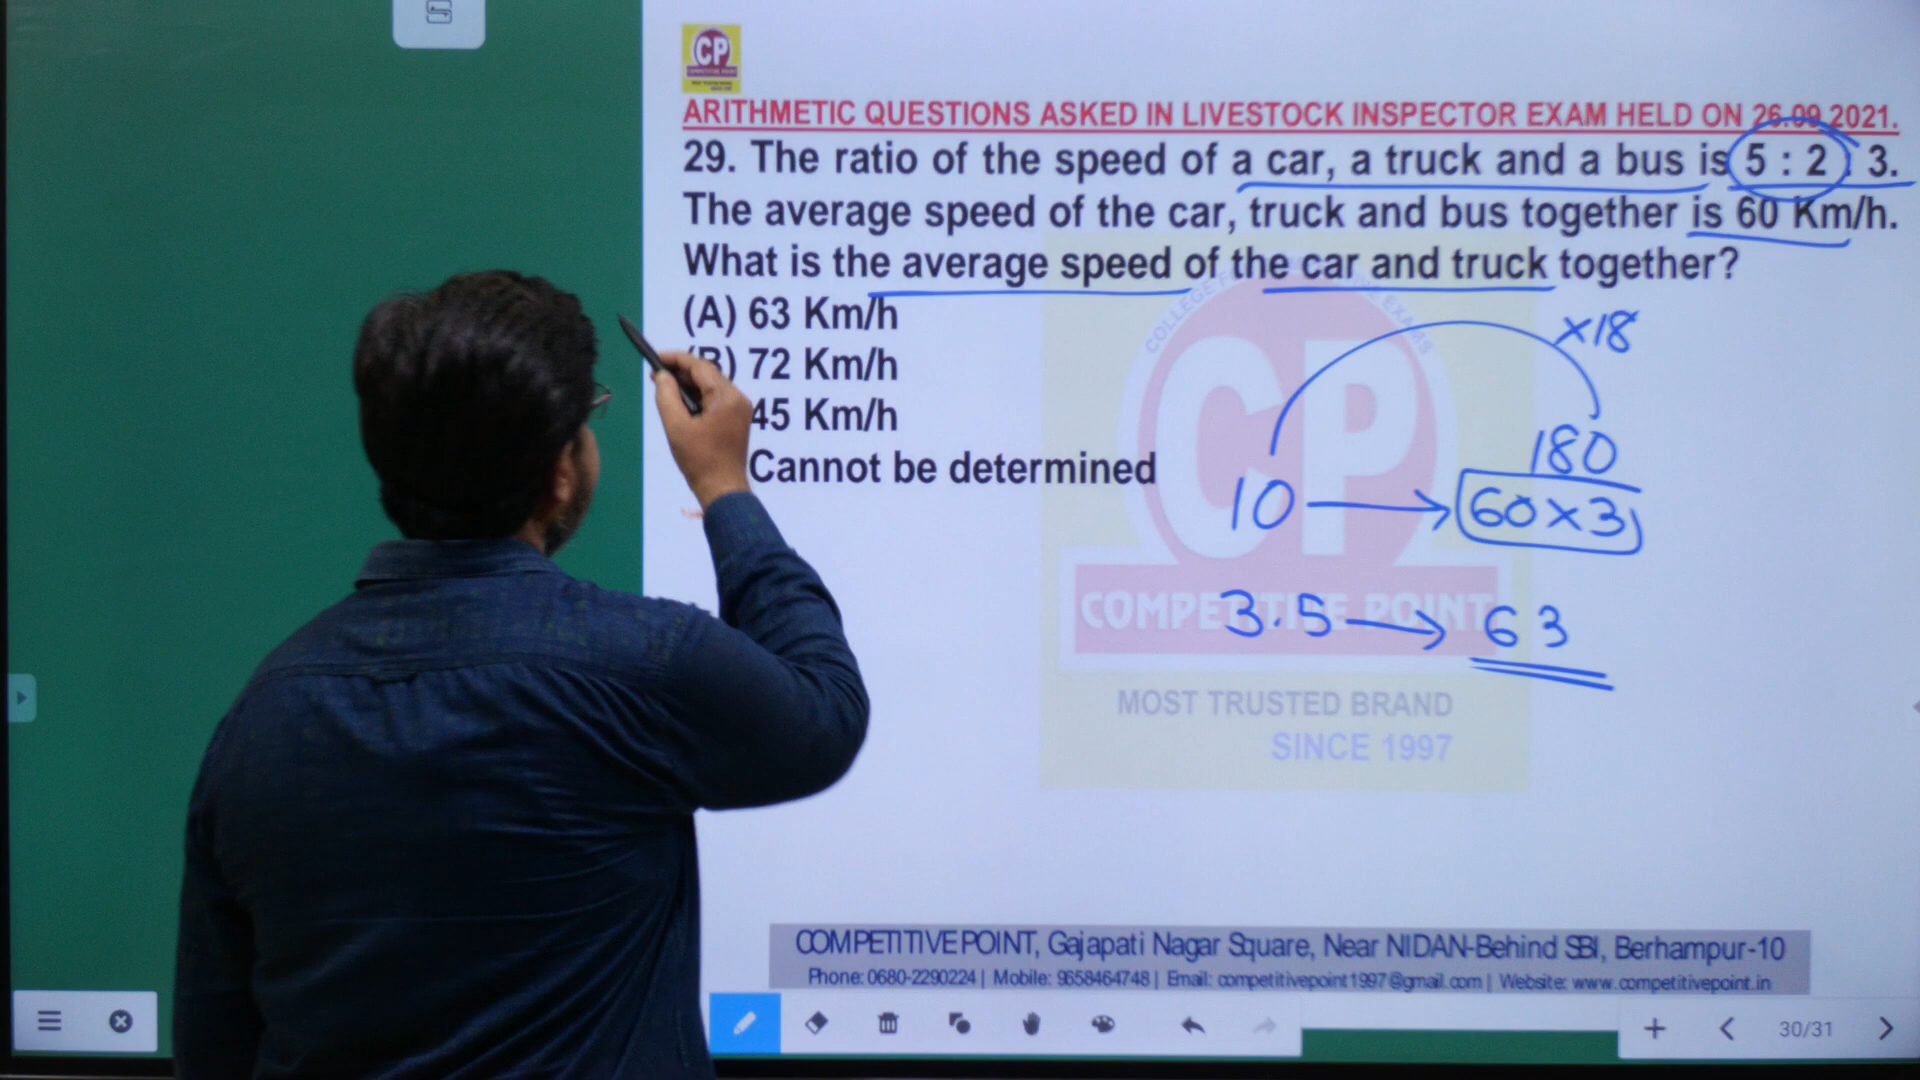 CP
ARITHMETIC QUESTIONS ASKED IN LIVESTOCK INSPECTOR EXAM HELD ON 26.09.2021.
29. The ratio of the speed of a car, a truck and a bus is 5 : 2 : 3.
The average speed of the car, truck and bus together is 60 Km/h.
What is the average speed of the car and truck together?
(A) 63 Km/h
(B) 72 Km/h
45 Km/h
Cannot be determined
×18
180
10 → 60×3
3.5 → 63
CP
COMPETITIVE POINT
MOST TRUSTED BRAND
SINCE 1997
COMPETITIVE POINT, Gajapati Nagar Square, Near NIDAN-Behind SBI, Berhampur-10
Phone: 0680-2290224 | Mobile: 9658464748 | Email: competitivepoint1997@gmail.com | Website: www.competitivepoint.in
30/31